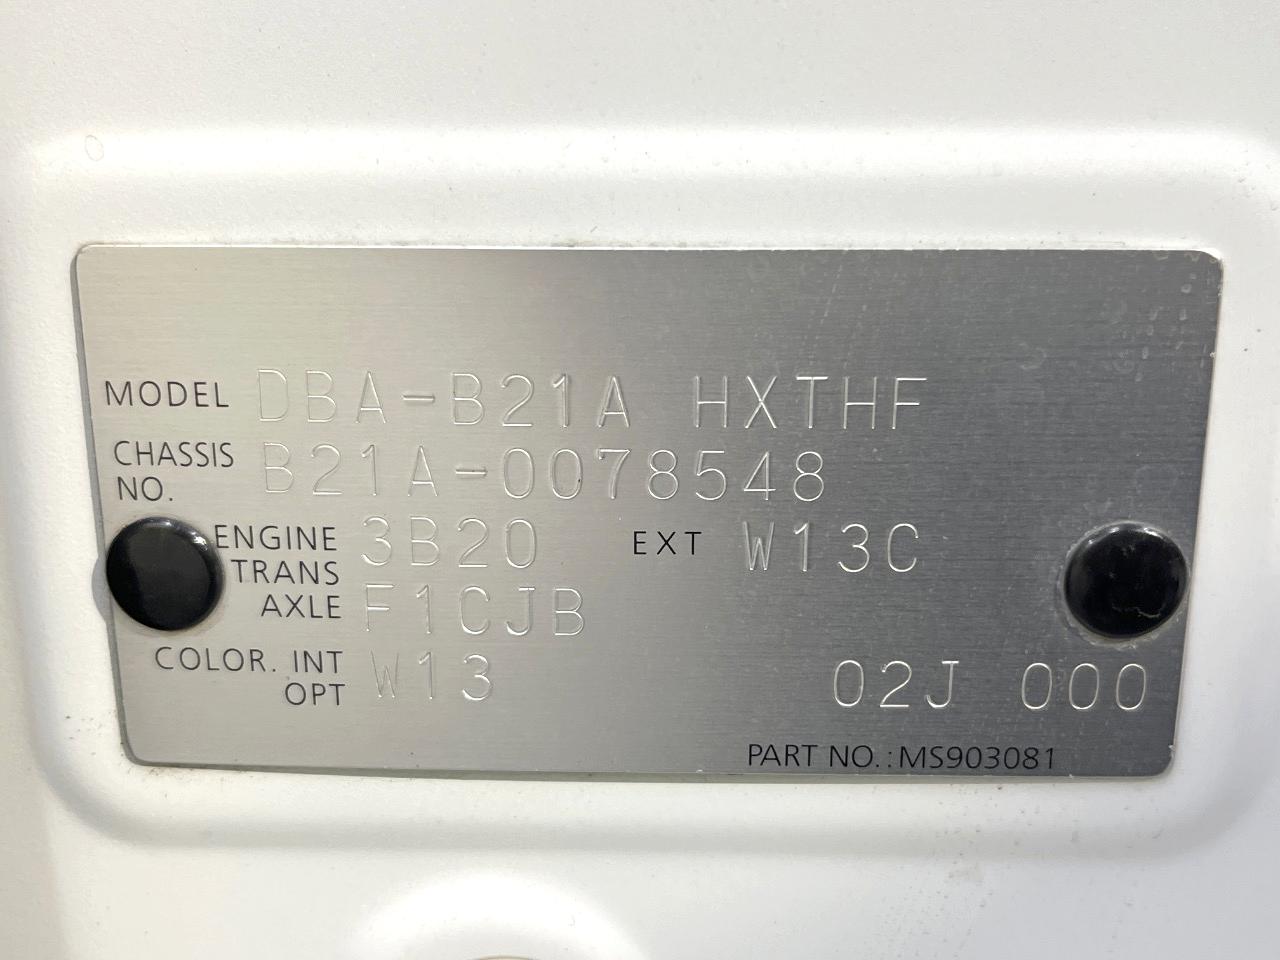 MODEL DBA-B21A HXTHF
CHASSIS NO. B21A-0078548
ENGINE 3B20 EXT W13C
TRANS AXLE F1CJB
COLOR. INT W13
OPT 02J 000
PART NO.:MS903081